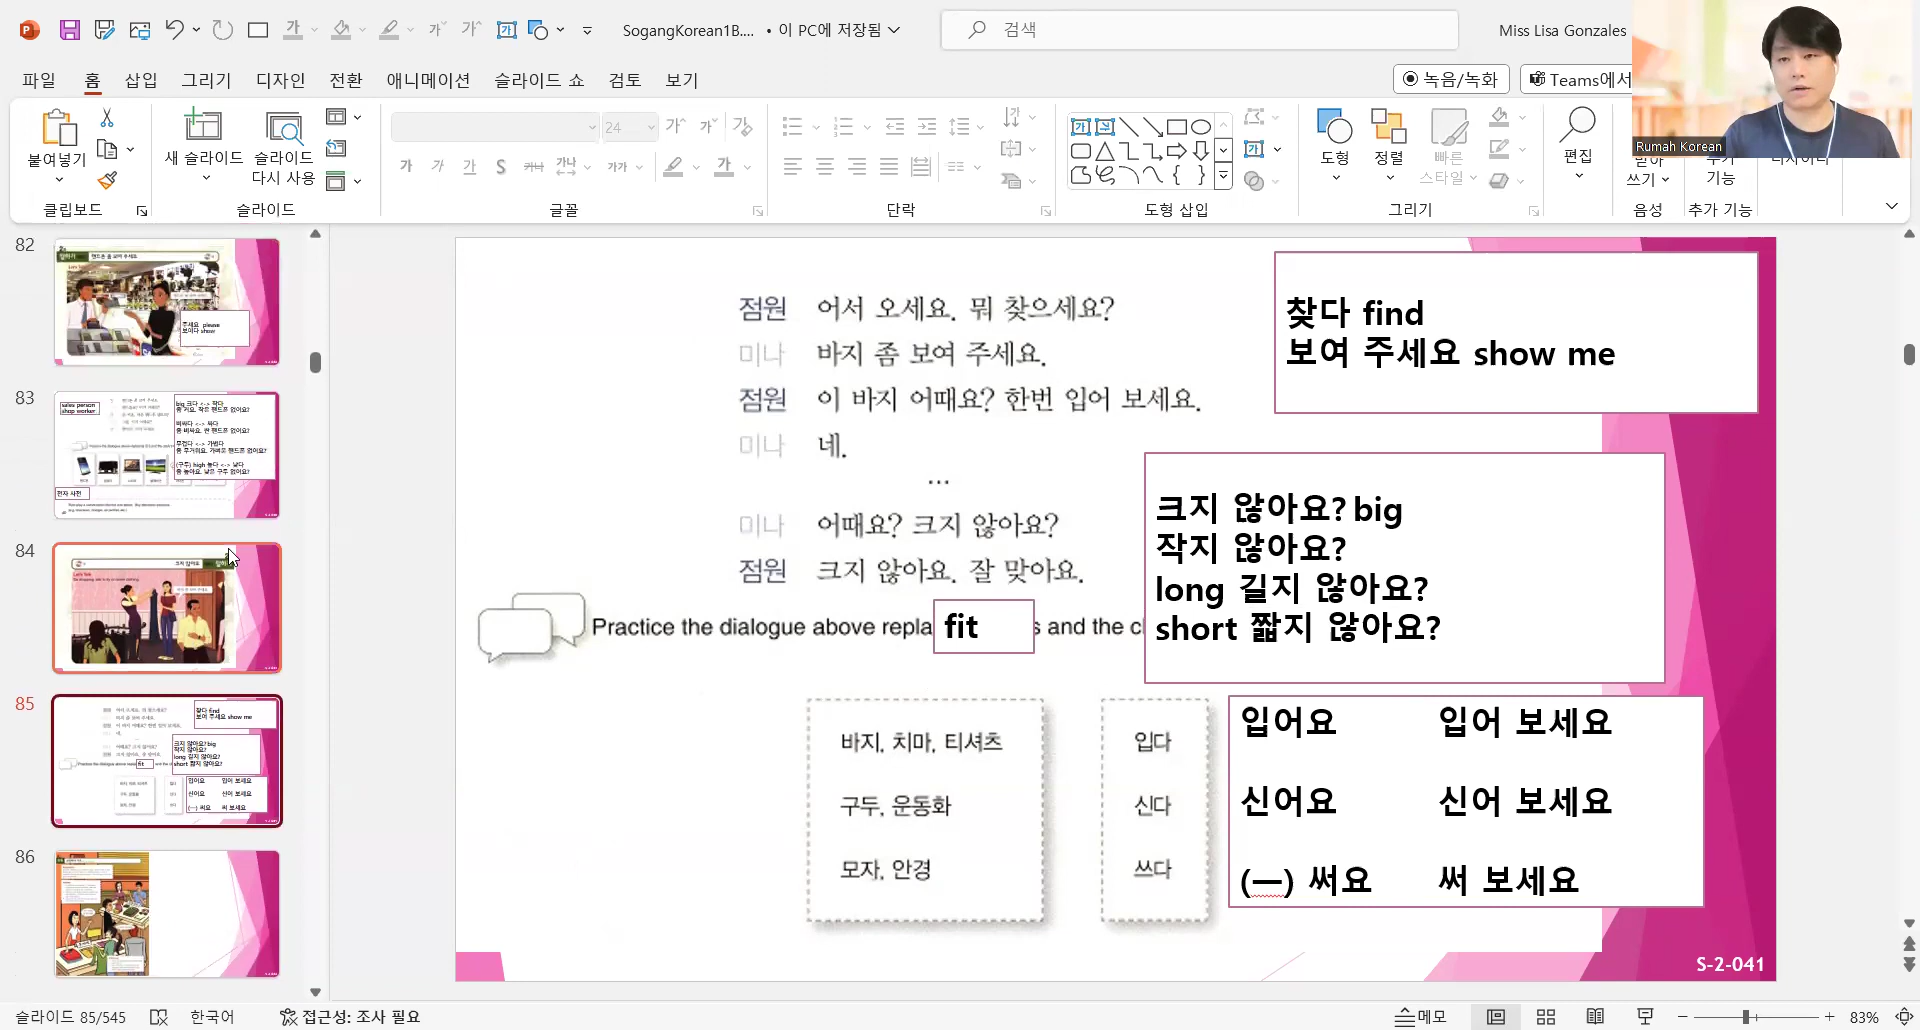 SogangKorean1B.... • 이 PC에 저장됨
검색
Miss Lisa Gonzales
파일
홈
삽입
그리기
디자인
전환
애니메이션
슬라이드 쇼
검토
보기
녹음/녹화
Teams에서
Rumah Korean
붙여넣기
새 슬라이드
슬라이드
다시 사용
24
도형
정렬
빠른
스타일
편집
쓰기
기능
클립보드
슬라이드
글꼴
단락
도형 삽입
그리기
음성
추가 기능
82
83
84
85
86
점원 어서 오세요. 뭐 찾으세요?
미나 바지 좀 보여 주세요.
점원 이 바지 어때요? 한번 입어 보세요.
미나 네.
...
미나 어때요? 크지 않아요?
점원 크지 않아요. 잘 맞아요.
찾다 find
보여 주세요 show me
크지 않아요? big
작지 않아요?
long 길지 않아요?
short 짧지 않아요?
Practice the dialogue above repla
fit
s and the cl
바지, 치마, 티셔츠
구두, 운동화
모자, 안경
입다
신다
쓰다
입어요 입어 보세요
신어요 신어 보세요
(ㅡ) 써요 써 보세요
S-2-041
슬라이드 85/545
한국어
접근성: 조사 필요
메모
83%